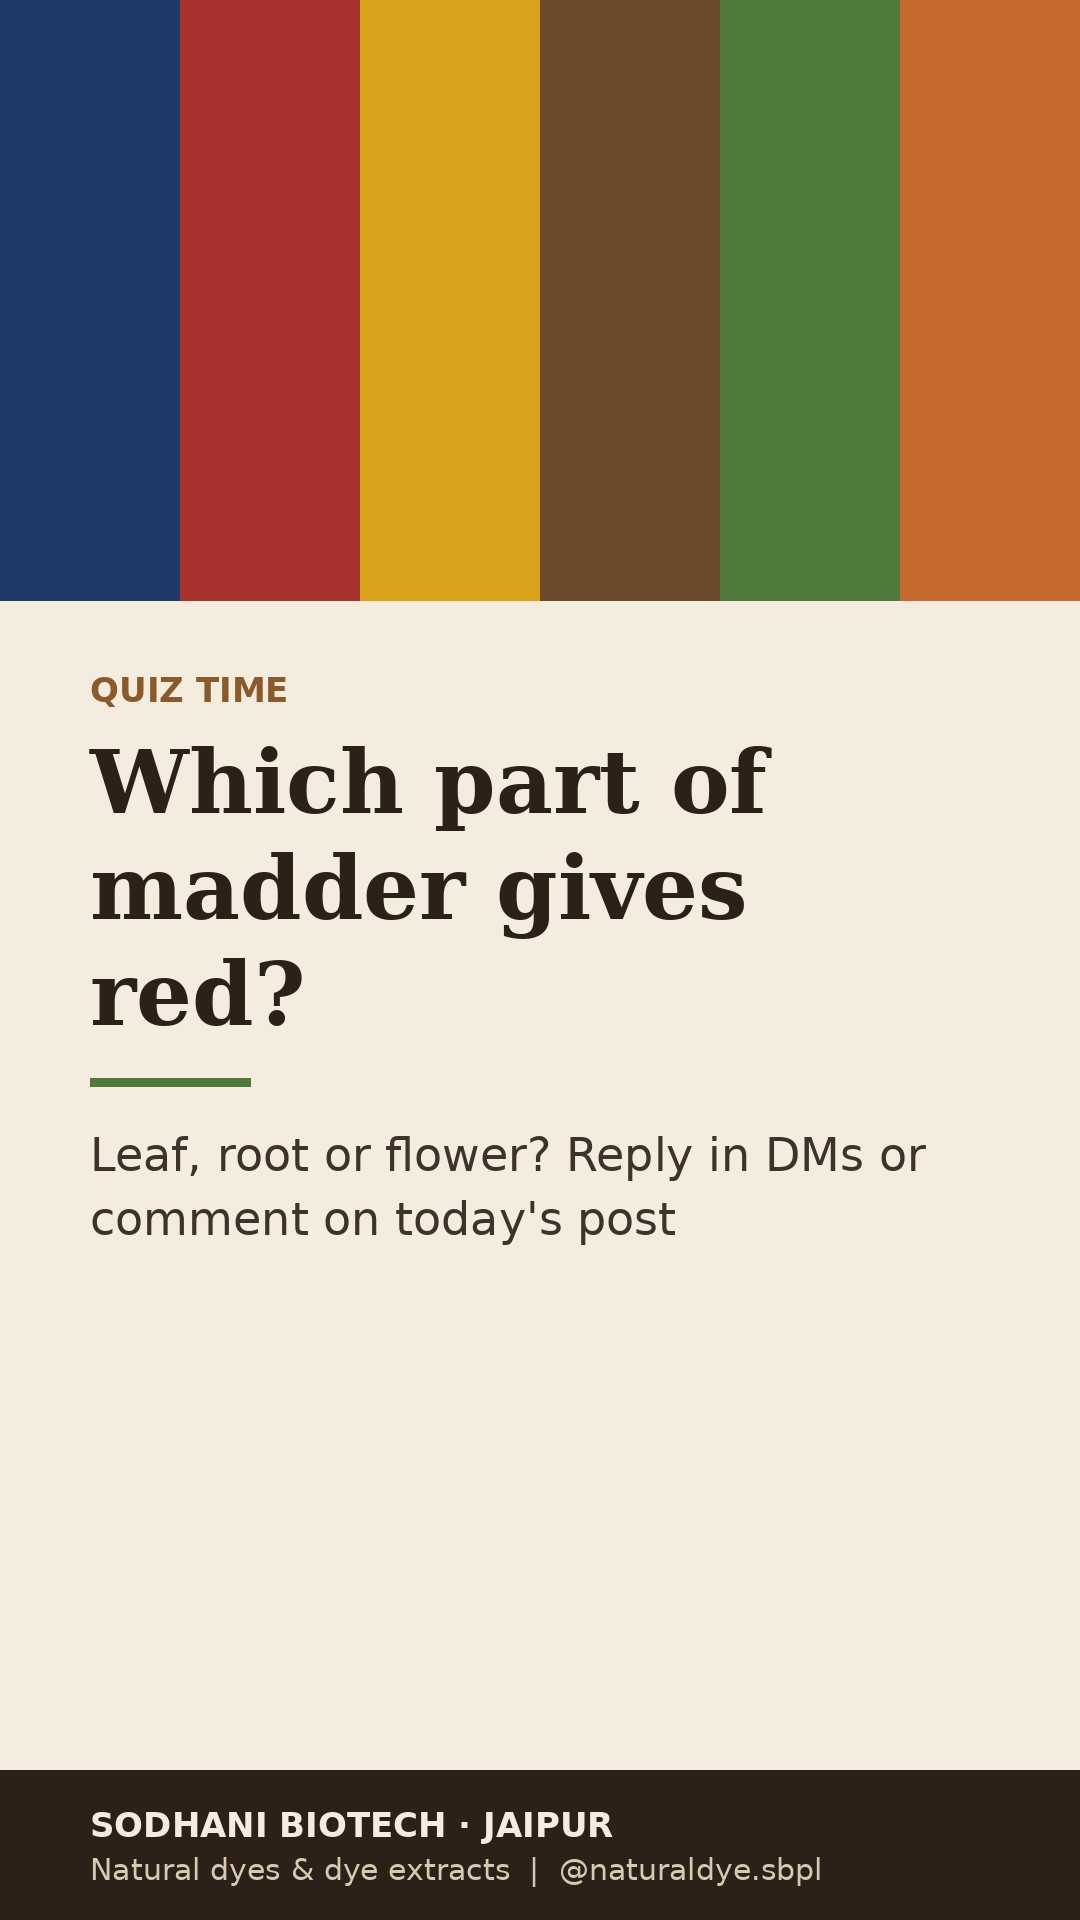 QUIZ TIME
Which part of
madder gives
red?
Leaf, root or flower? Reply in DMs or
comment on today's post
SODHANI BIOTECH · JAIPUR
Natural dyes & dye extracts | @naturaldye.sbpl